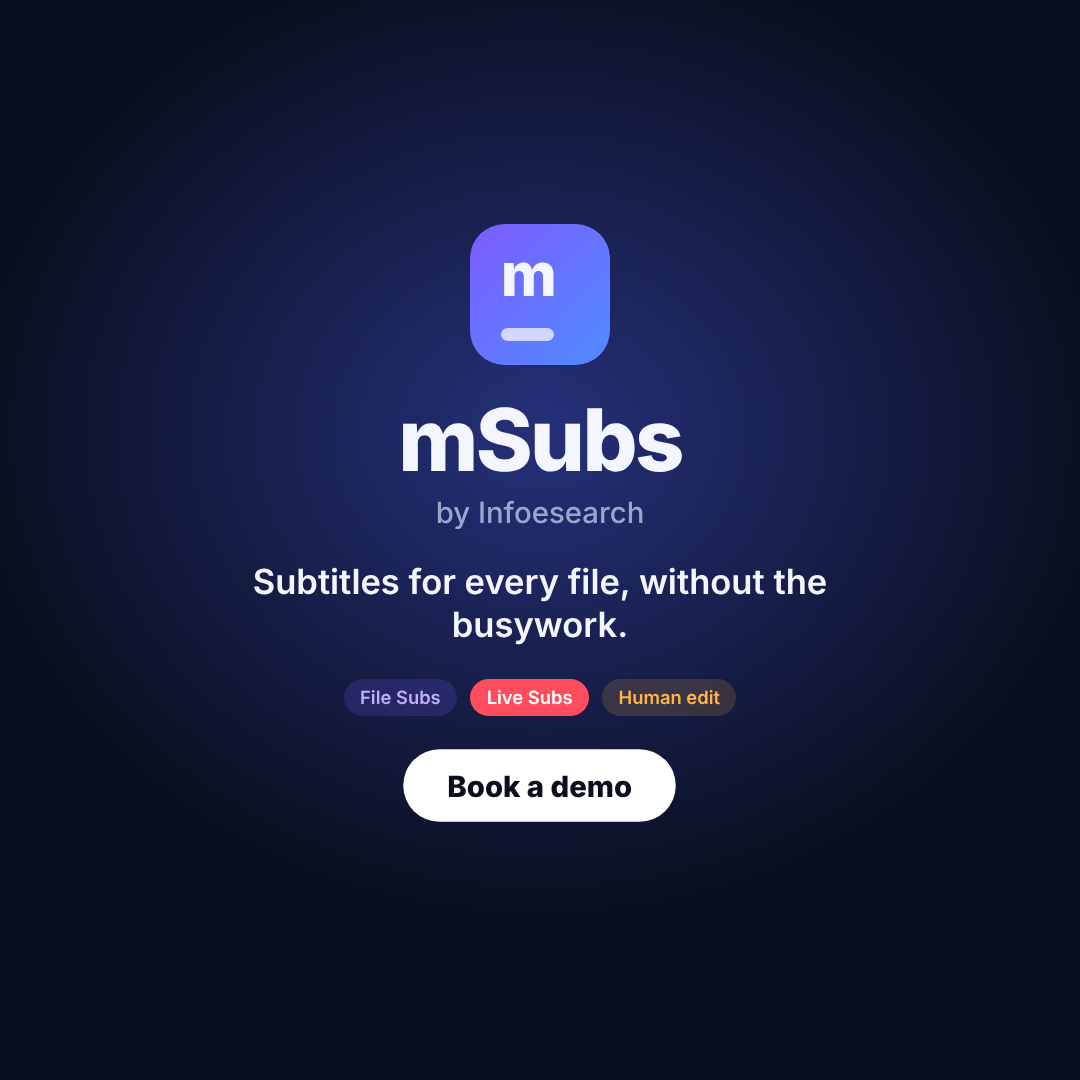 m
mSubs
by Infoesearch
Subtitles for every file, without the
busywork.
File Subs Live Subs Human edit
Book a demo